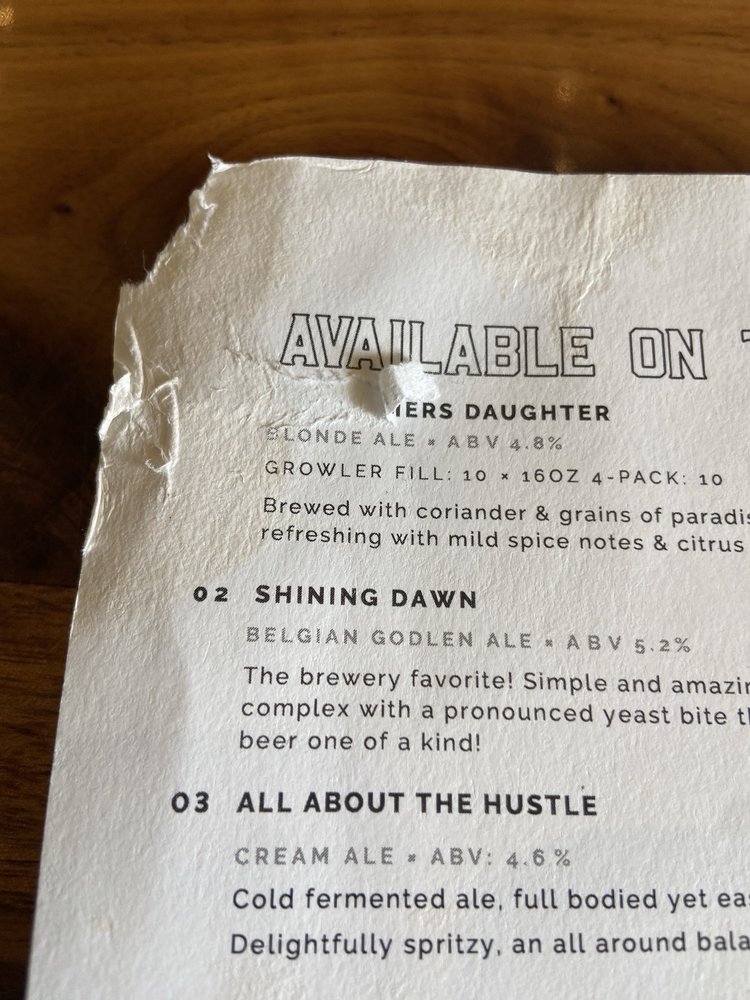 AVAILABLE ON
DAUGHTER
BLONDE ALE × ABV 4.8%
GROWLER FILL: 10 × 16OZ 4-PACK: 10
Brewed with coriander & grains of
refreshing with mild spice notes & citrus
02 SHINING DAWN
BELGIAN GODLEN ALE × ABV 5.2%
The brewery favorite! Simple and
complex with a pronounced yeast bite
beer one of a kind!
03 ALL ABOUT THE HUSTLE
CREAM ALE × ABV: 4.6%
Cold fermented ale, full bodied yet
Delightfully spritzy, an all around